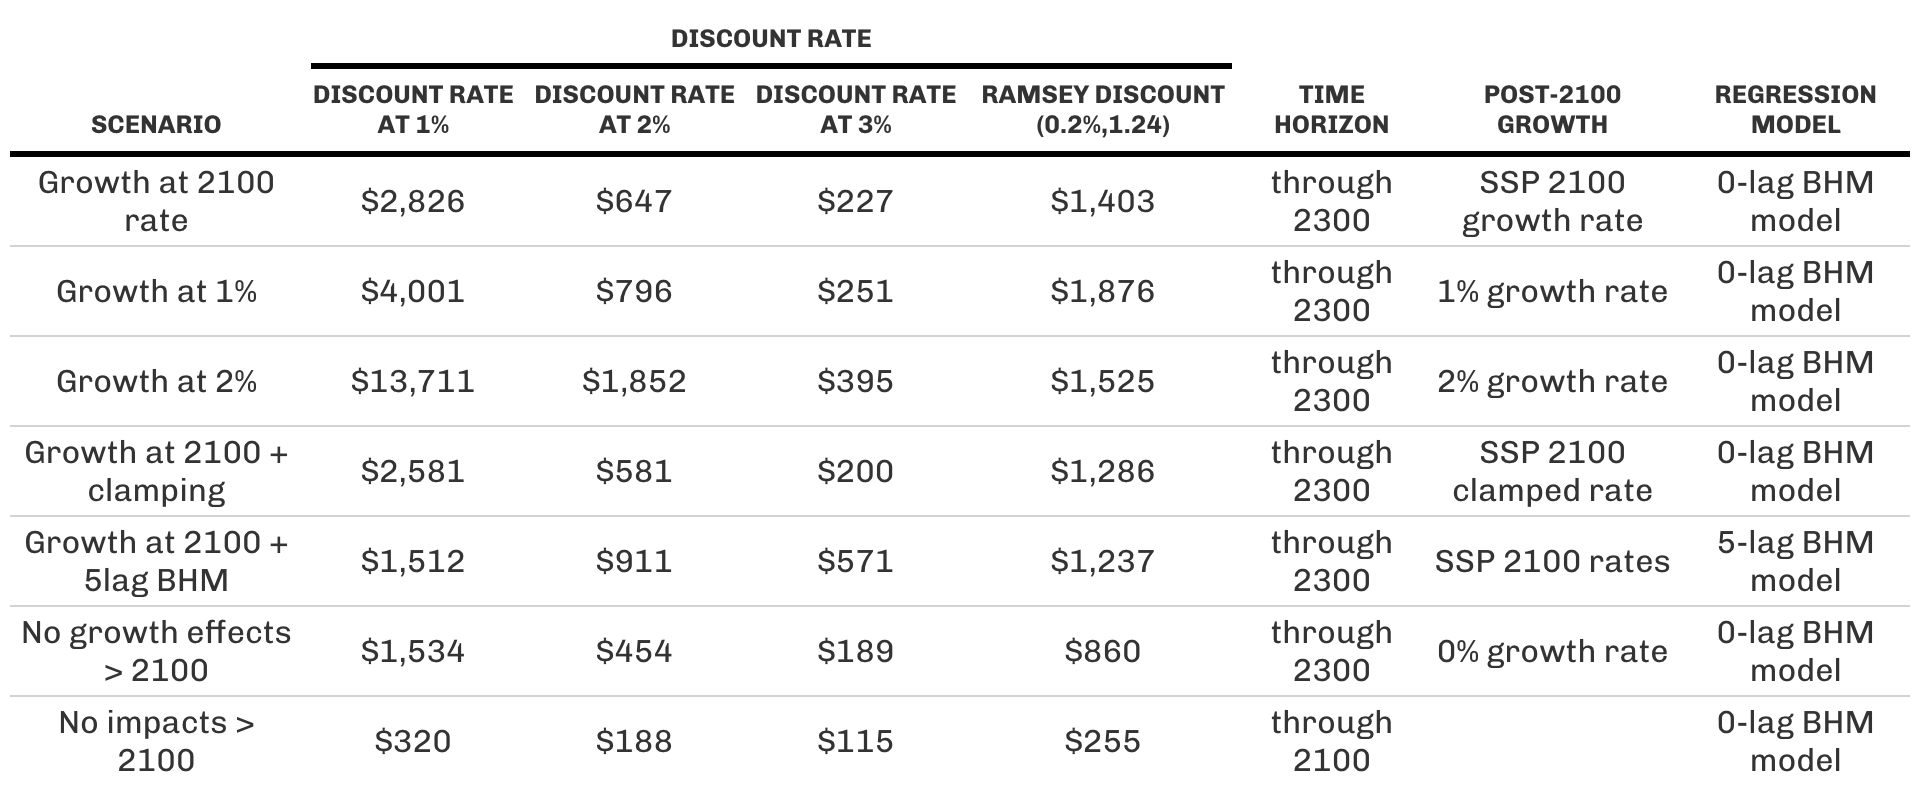 DISCOUNT RATE
DISCOUNT RATE DISCOUNT RATE DISCOUNT RATE RAMSEY DISCOUNT TIME POST-2100 REGRESSION
SCENARIO AT 1% AT 2% AT 3% (0.2%,1.24) HORIZON GROWTH MODEL
Growth at 2100 through SSP 2100 0-lag BHM
$2,826 $647 $227 $1,403
rate 2300 growth rate model
through 0-lag BHM
Growth at 1% $4,001 $796 $251 $1,876 1% growth rate
2300 model
through 0-lag BHM
Growth at 2% $13,711 $1,852 $395 $1,525 2% growth rate
2300 model
Growth at 2100 + through SSP 2100 0-lag BHM
$2,581 $581 $200 $1,286
clamping 2300 clamped rate model
Growth at 2100 + through 5-lag BHM
$1,512 $911 $571 $1,237 SSP 2100 rates
5lag BHM 2300 model
No growth effects through 0-lag BHM
$1,534 $454 $189 $860 0% growth rate
> 2100 2300 model
No impacts > through 0-lag BHM
$320 $188 $115 $255
2100 2100 model